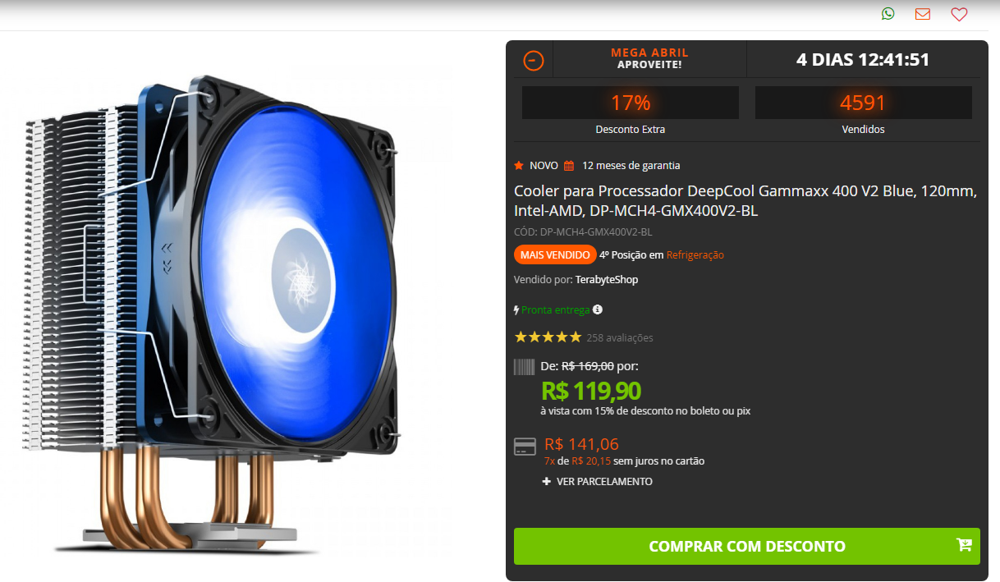 MEGA ABRIL
APROVEITE!
4 DIAS 12:41:51
17%
Desconto Extra
4591
Vendidos
NOVO 12 meses de garantia
Cooler para Processador DeepCool Gammaxx 400 V2 Blue, 120mm,
Intel-AMD, DP-MCH4-GMX400V2-BL
CÓD: DP-MCH4-GMX400V2-BL
MAIS VENDIDO 4º Posição em Refrigeração
Vendido por: TerabyteShop
Pronta entrega
258 avaliações
De: R$ 169,00 por:
R$ 119,90
à vista com 15% de desconto no boleto ou pix
R$ 141,06
7x de R$ 20,15 sem juros no cartão
+ VER PARCELAMENTO
COMPRAR COM DESCONTO